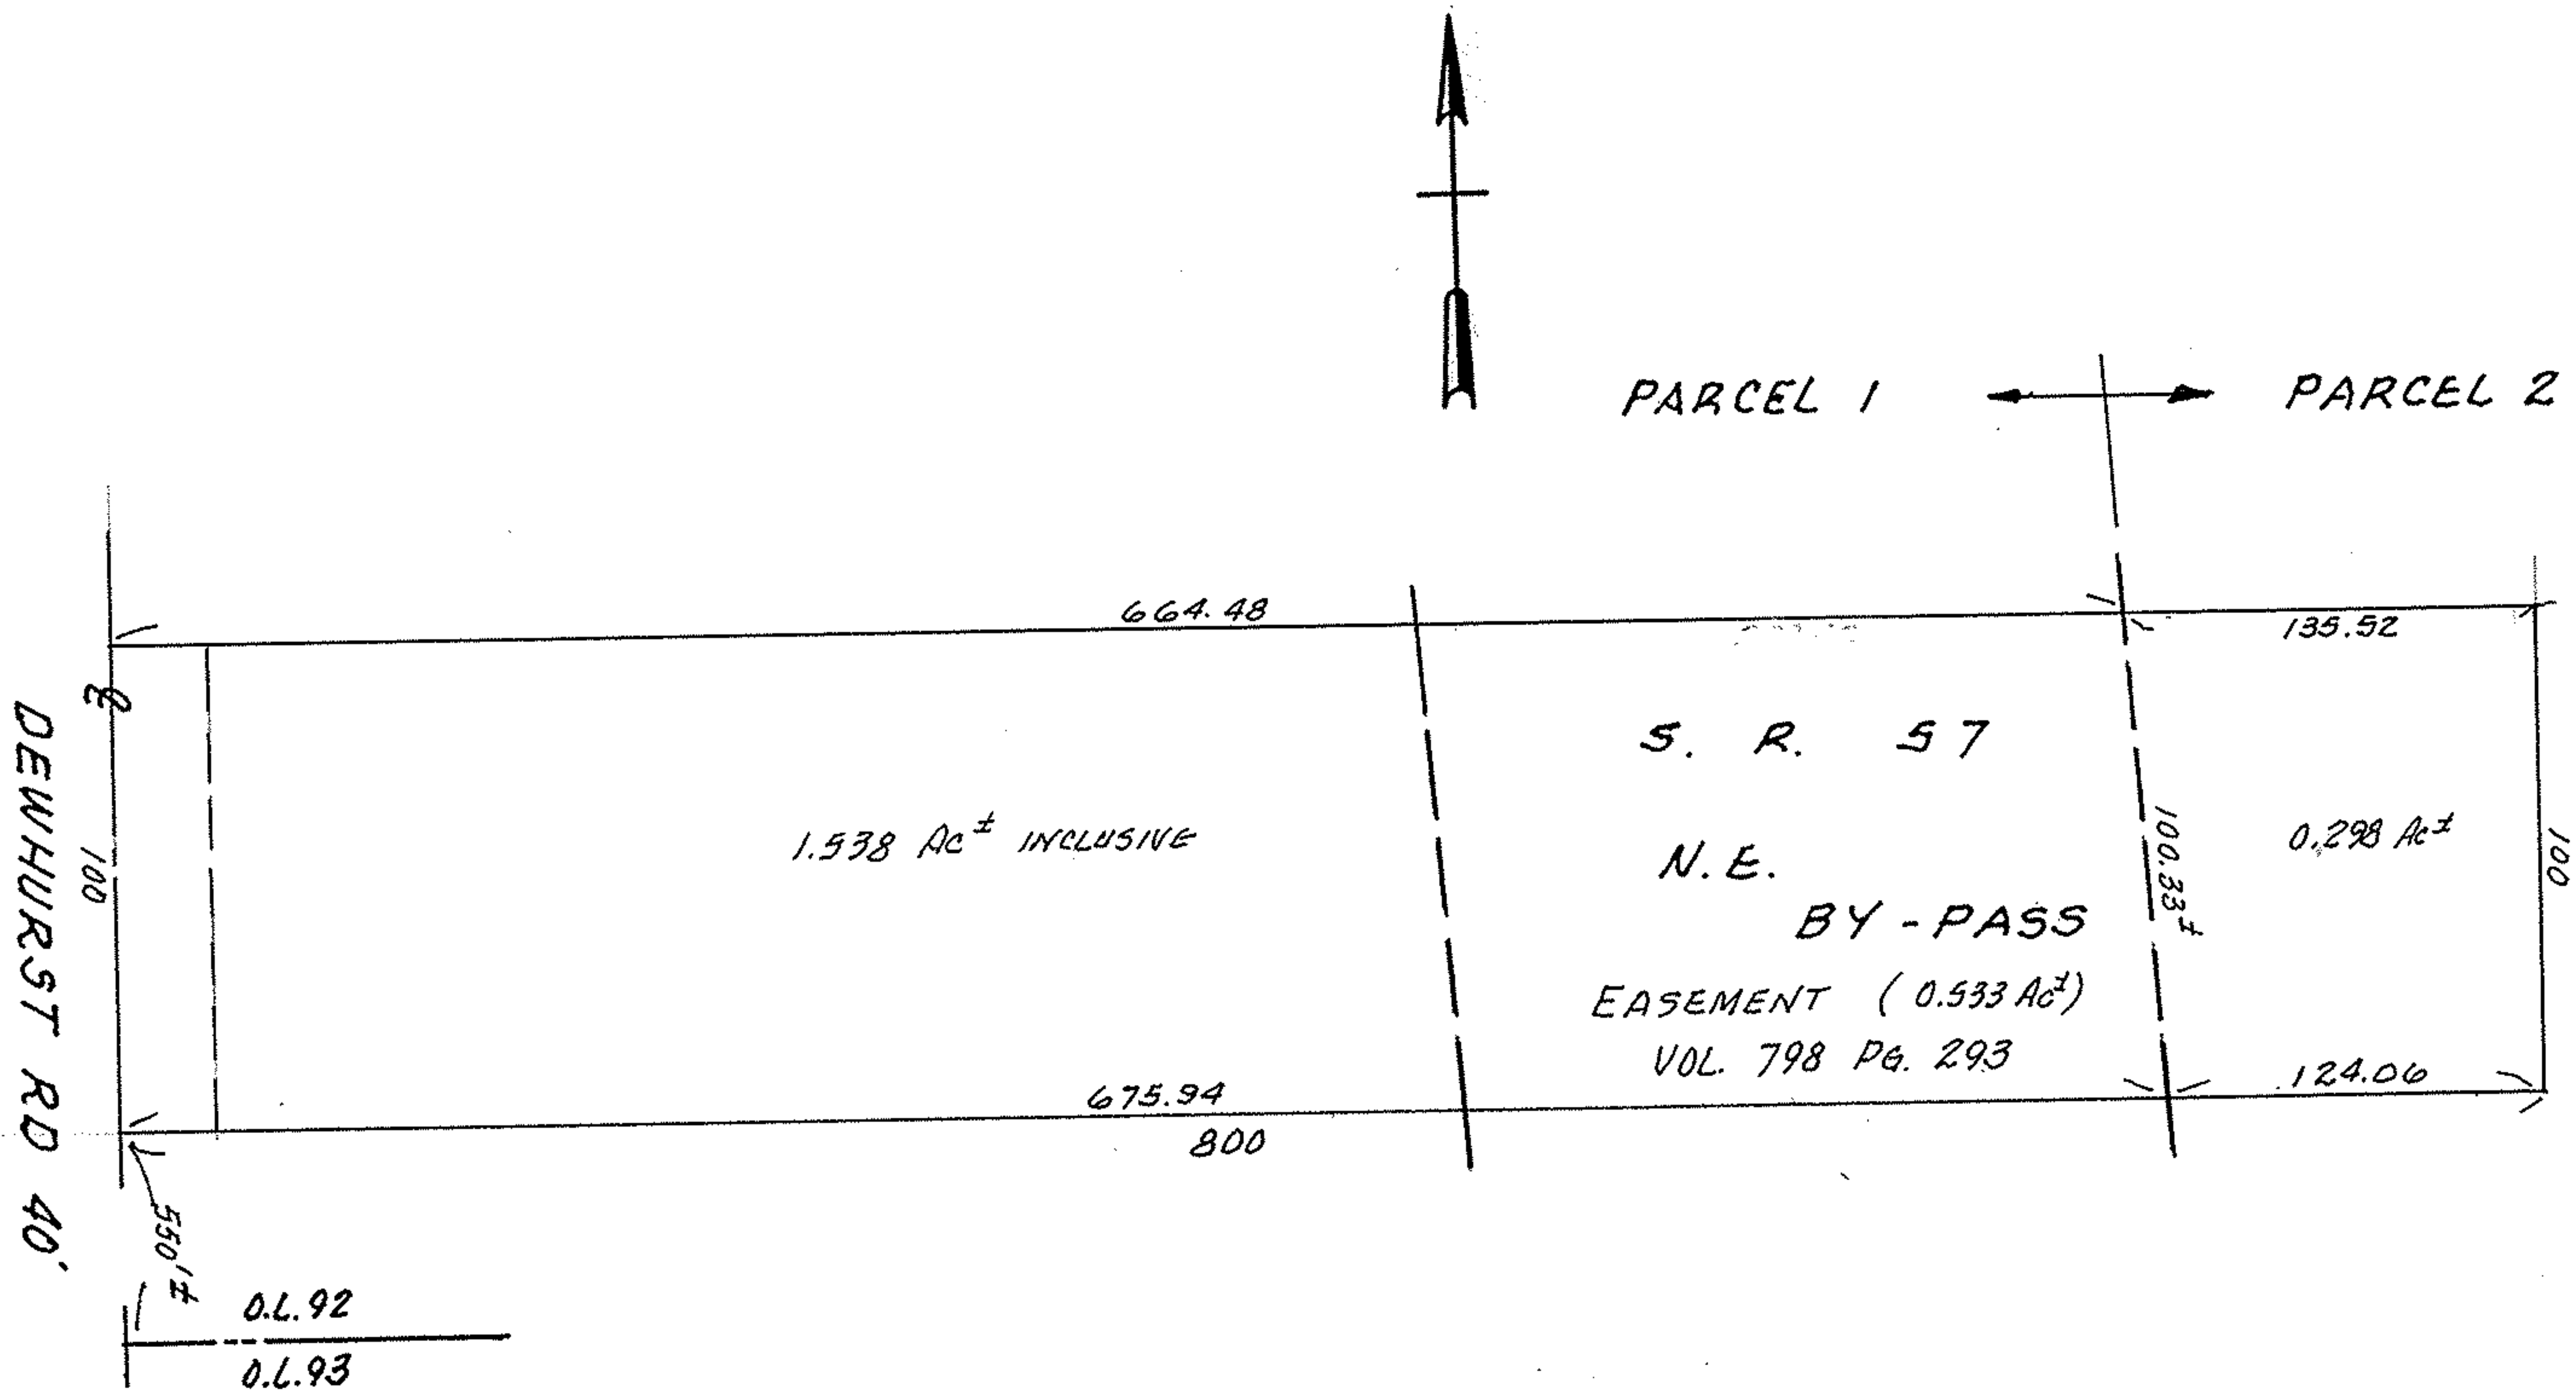 PARCEL 1
PARCEL 2
664.48
135.52
℄
DEWHURST RD 40'
100
1.538 Ac± INCLUSIVE
S. R. 57
N.E.
BY-PASS
EASEMENT (0.533 Ac±)
VOL. 798 PG. 293
100.33±
0.298 Ac±
100
675.94
124.06
800
550'±
O.L.92
O.L.93